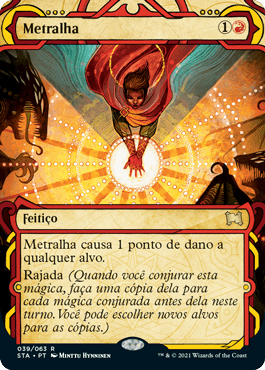 Metralha 1
Feitiço
Metralha causa 1 ponto de dano a
qualquer alvo.
Rajada (Quando você conjurar esta
mágica, faça uma cópia dela para
cada mágica conjurada antes dela neste
turno. Você pode escolher novos alvos
para as cópias.)
039/063 R
STA • PT MINTTU HYNNINEN ™ & © 2021 Wizards of the Coast